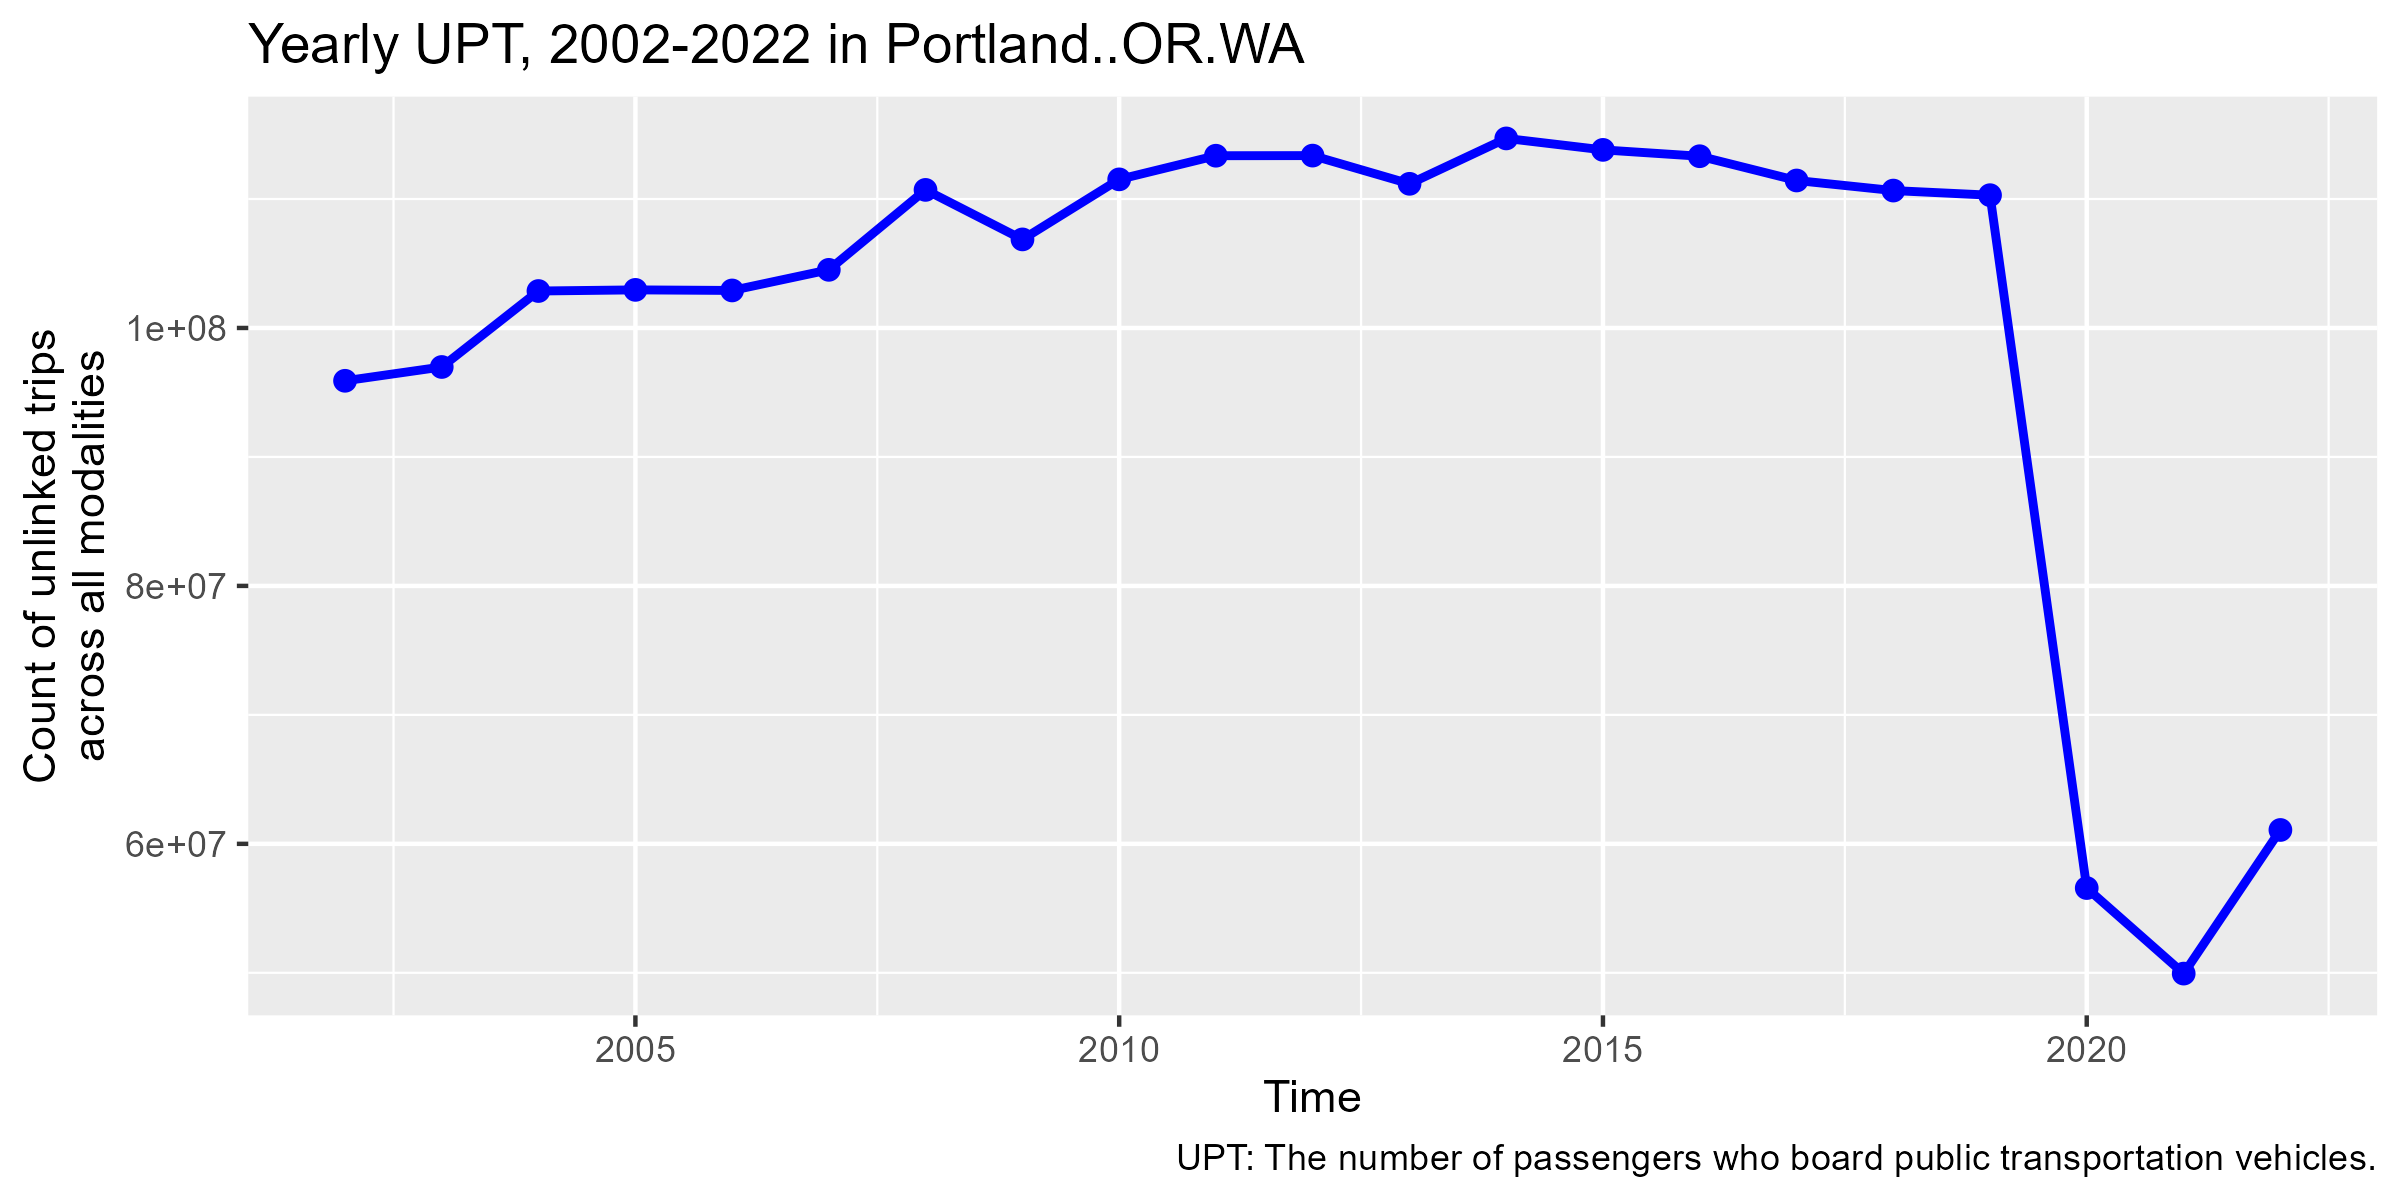 Yearly UPT, 2002-2022 in Portland..OR.WA
Count of unlinked trips
across all modalities
1e+08
8e+07
6e+07
2005
2010
2015
2020
Time
UPT: The number of passengers who board public transportation vehicles.